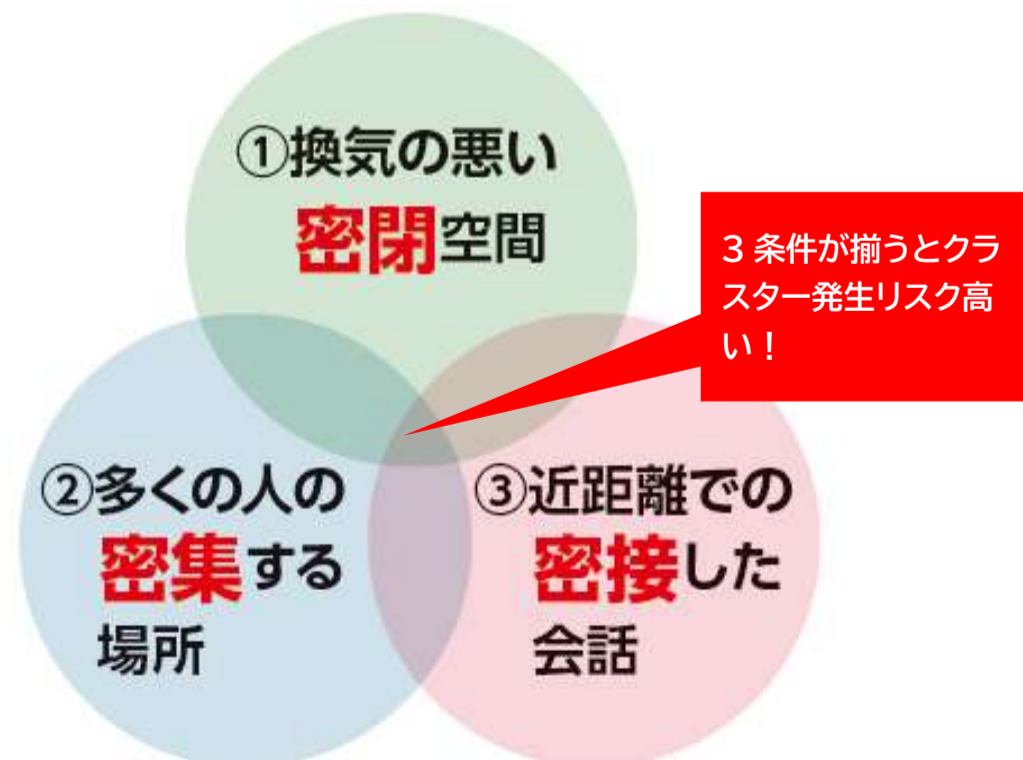 ①換気の悪い
密閉空間
3 条件が揃うとクラ
スター発生リスク高
い！
②多くの人の
密集する
場所
③近距離での
密接した
会話